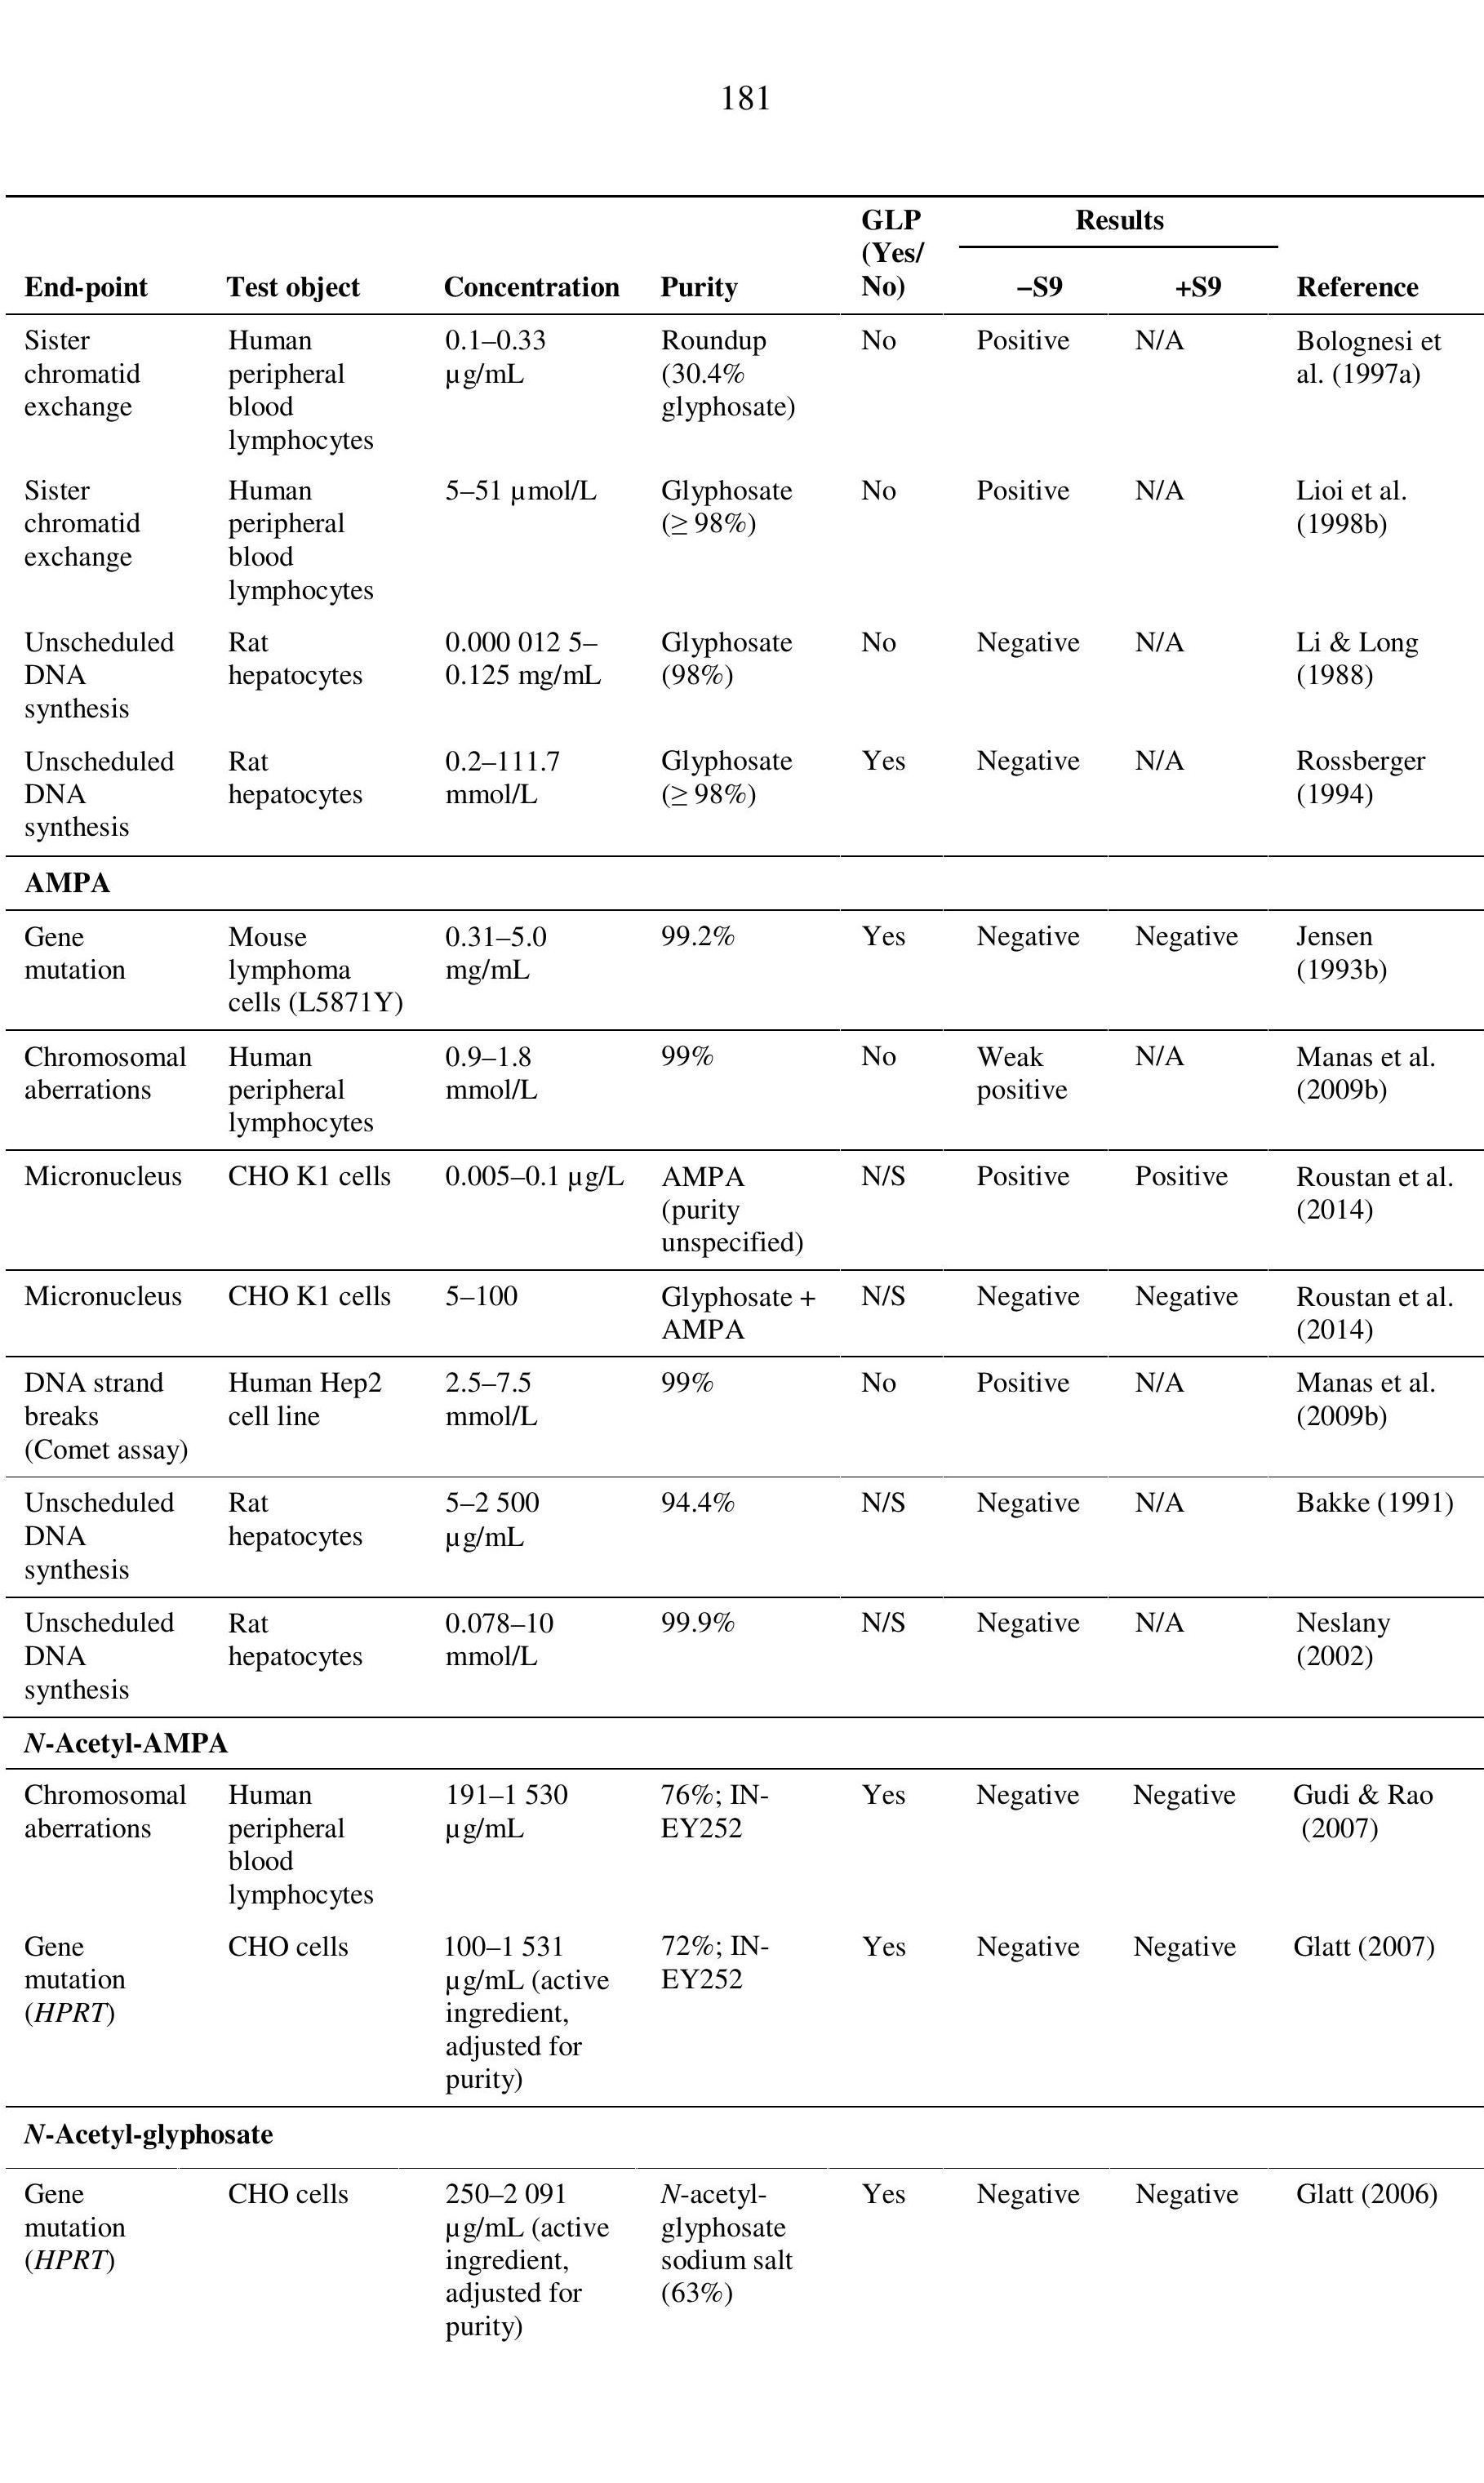 181
GLP
(Yes/
No)
Results
End-point Test object Concentration Purity –S9 +S9 Reference
Sister
chromatid
exchange
Human
peripheral
blood
lymphocytes
0.1–0.33
µg/mL
Roundup
(30.4%
glyphosate)
No
Positive
N/A
Bolognesi et
al. (1997a)
Sister
chromatid
exchange
Human
peripheral
blood
lymphocytes
5–51 µmol/L
Glyphosate
(≥ 98%)
No
Positive
N/A
Lioi et al.
(1998b)
Unscheduled
DNA
synthesis
Rat
hepatocytes
0.000 012 5–
0.125 mg/mL
Glyphosate
(98%)
No
Negative
N/A
Li & Long
(1988)
Unscheduled
DNA
synthesis
Rat
hepatocytes
0.2–111.7
mmol/L
Glyphosate
(≥ 98%)
Yes
Negative
N/A
Rossberger
(1994)
AMPA
Gene
mutation
Mouse
lymphoma
cells (L5871Y)
0.31–5.0
mg/mL
99.2%
Yes
Negative
Negative
Jensen
(1993b)
Chromosomal
aberrations
Human
peripheral
lymphocytes
0.9–1.8
mmol/L
99%
No
Weak
positive
N/A
Manas et al.
(2009b)
Micronucleus
CHO K1 cells
0.005–0.1 µg/L
AMPA
(purity
unspecified)
N/S
Positive
Positive
Roustan et al.
(2014)
Micronucleus
CHO K1 cells
5–100
Glyphosate +
AMPA
N/S
Negative
Negative
Roustan et al.
(2014)
DNA strand
breaks
(Comet assay)
Human Hep2
cell line
2.5–7.5
mmol/L
99%
No
Positive
N/A
Manas et al.
(2009b)
Unscheduled
DNA
synthesis
Rat
hepatocytes
5–2 500
µg/mL
94.4%
N/S
Negative
N/A
Bakke (1991)
Unscheduled
DNA
synthesis
Rat
hepatocytes
0.078–10
mmol/L
99.9%
N/S
Negative
N/A
Neslany
(2002)
N-Acetyl-AMPA
Chromosomal
aberrations
Human
peripheral
blood
lymphocytes
191–1 530
µg/mL
76%; IN-
EY252
Yes
Negative
Negative
Gudi & Rao
(2007)
Gene
mutation
(HPRT)
CHO cells
100–1 531
µg/mL (active
ingredient,
adjusted for
purity)
72%; IN-
EY252
Yes
Negative
Negative
Glatt (2007)
N-Acetyl-glyphosate
Gene
mutation
(HPRT)
CHO cells
250–2 091
µg/mL (active
ingredient,
adjusted for
purity)
N-acetyl-
glyphosate
sodium salt
(63%)
Yes
Negative
Negative
Glatt (2006)